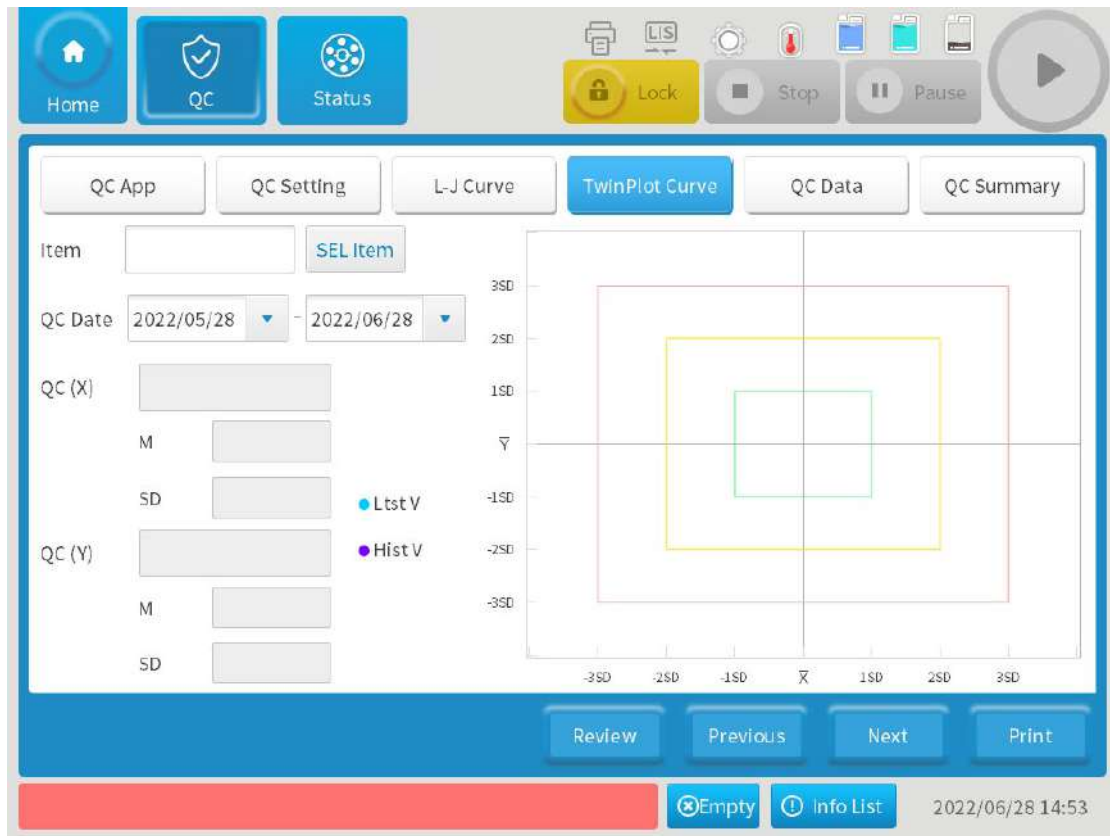 LIS
Home
QC
Status
Lock
Stop
Pause
QC App
QC Setting
L-J Curve
TwinPlot Curve
QC Data
QC Summary
Item
SEL Item
QC Date
2022/05/28
-
2022/06/28
QC (X)
M
SD
QC (Y)
M
SD
Ltst V
Hist V
3SD
2SD
1SD
Y̅
-1SD
-2SD
-3SD
-3SD
-2SD
-1SD
X̅
1SD
2SD
3SD
Review
Previous
Next
Print
Empty
Info List
2022/06/28 14:53